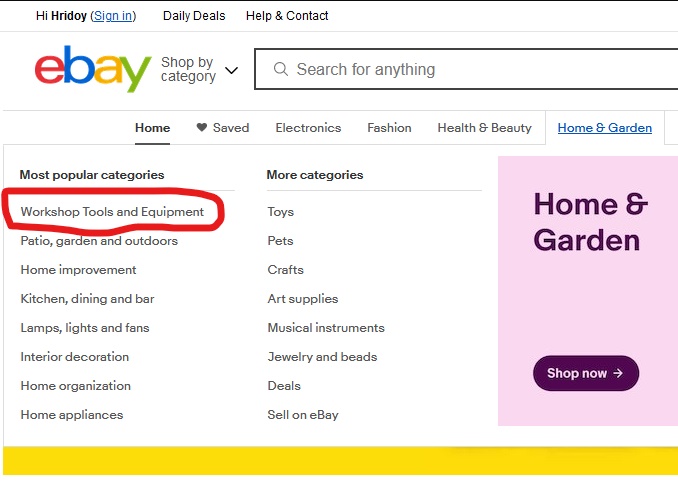 Hi Hridoy (Sign in) Daily Deals Help & Contact
ebay Shop by category Search for anything
Home Saved Electronics Fashion Health & Beauty Home & Garden
Most popular categories
Workshop Tools and Equipment
Patio, garden and outdoors
Home improvement
Kitchen, dining and bar
Lamps, lights and fans
Interior decoration
Home organization
Home appliances
More categories
Toys
Pets
Crafts
Art supplies
Musical instruments
Jewelry and beads
Deals
Sell on eBay
Home &
Garden
Shop now